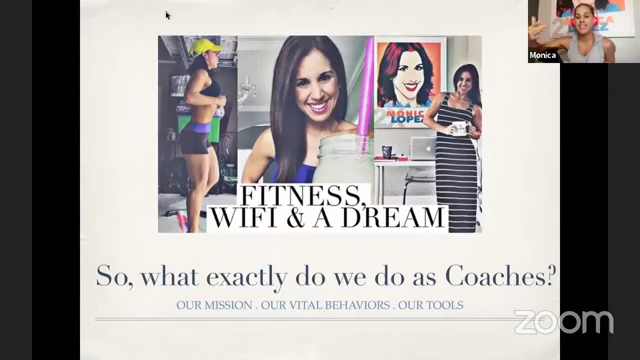 Monica
MONICA
LOPEZ
FITNESS,
WIFI & A DREAM
So, what exactly do we do as Coaches?
OUR MISSION . OUR VITAL BEHAVIORS . OUR TOOLS
zoom